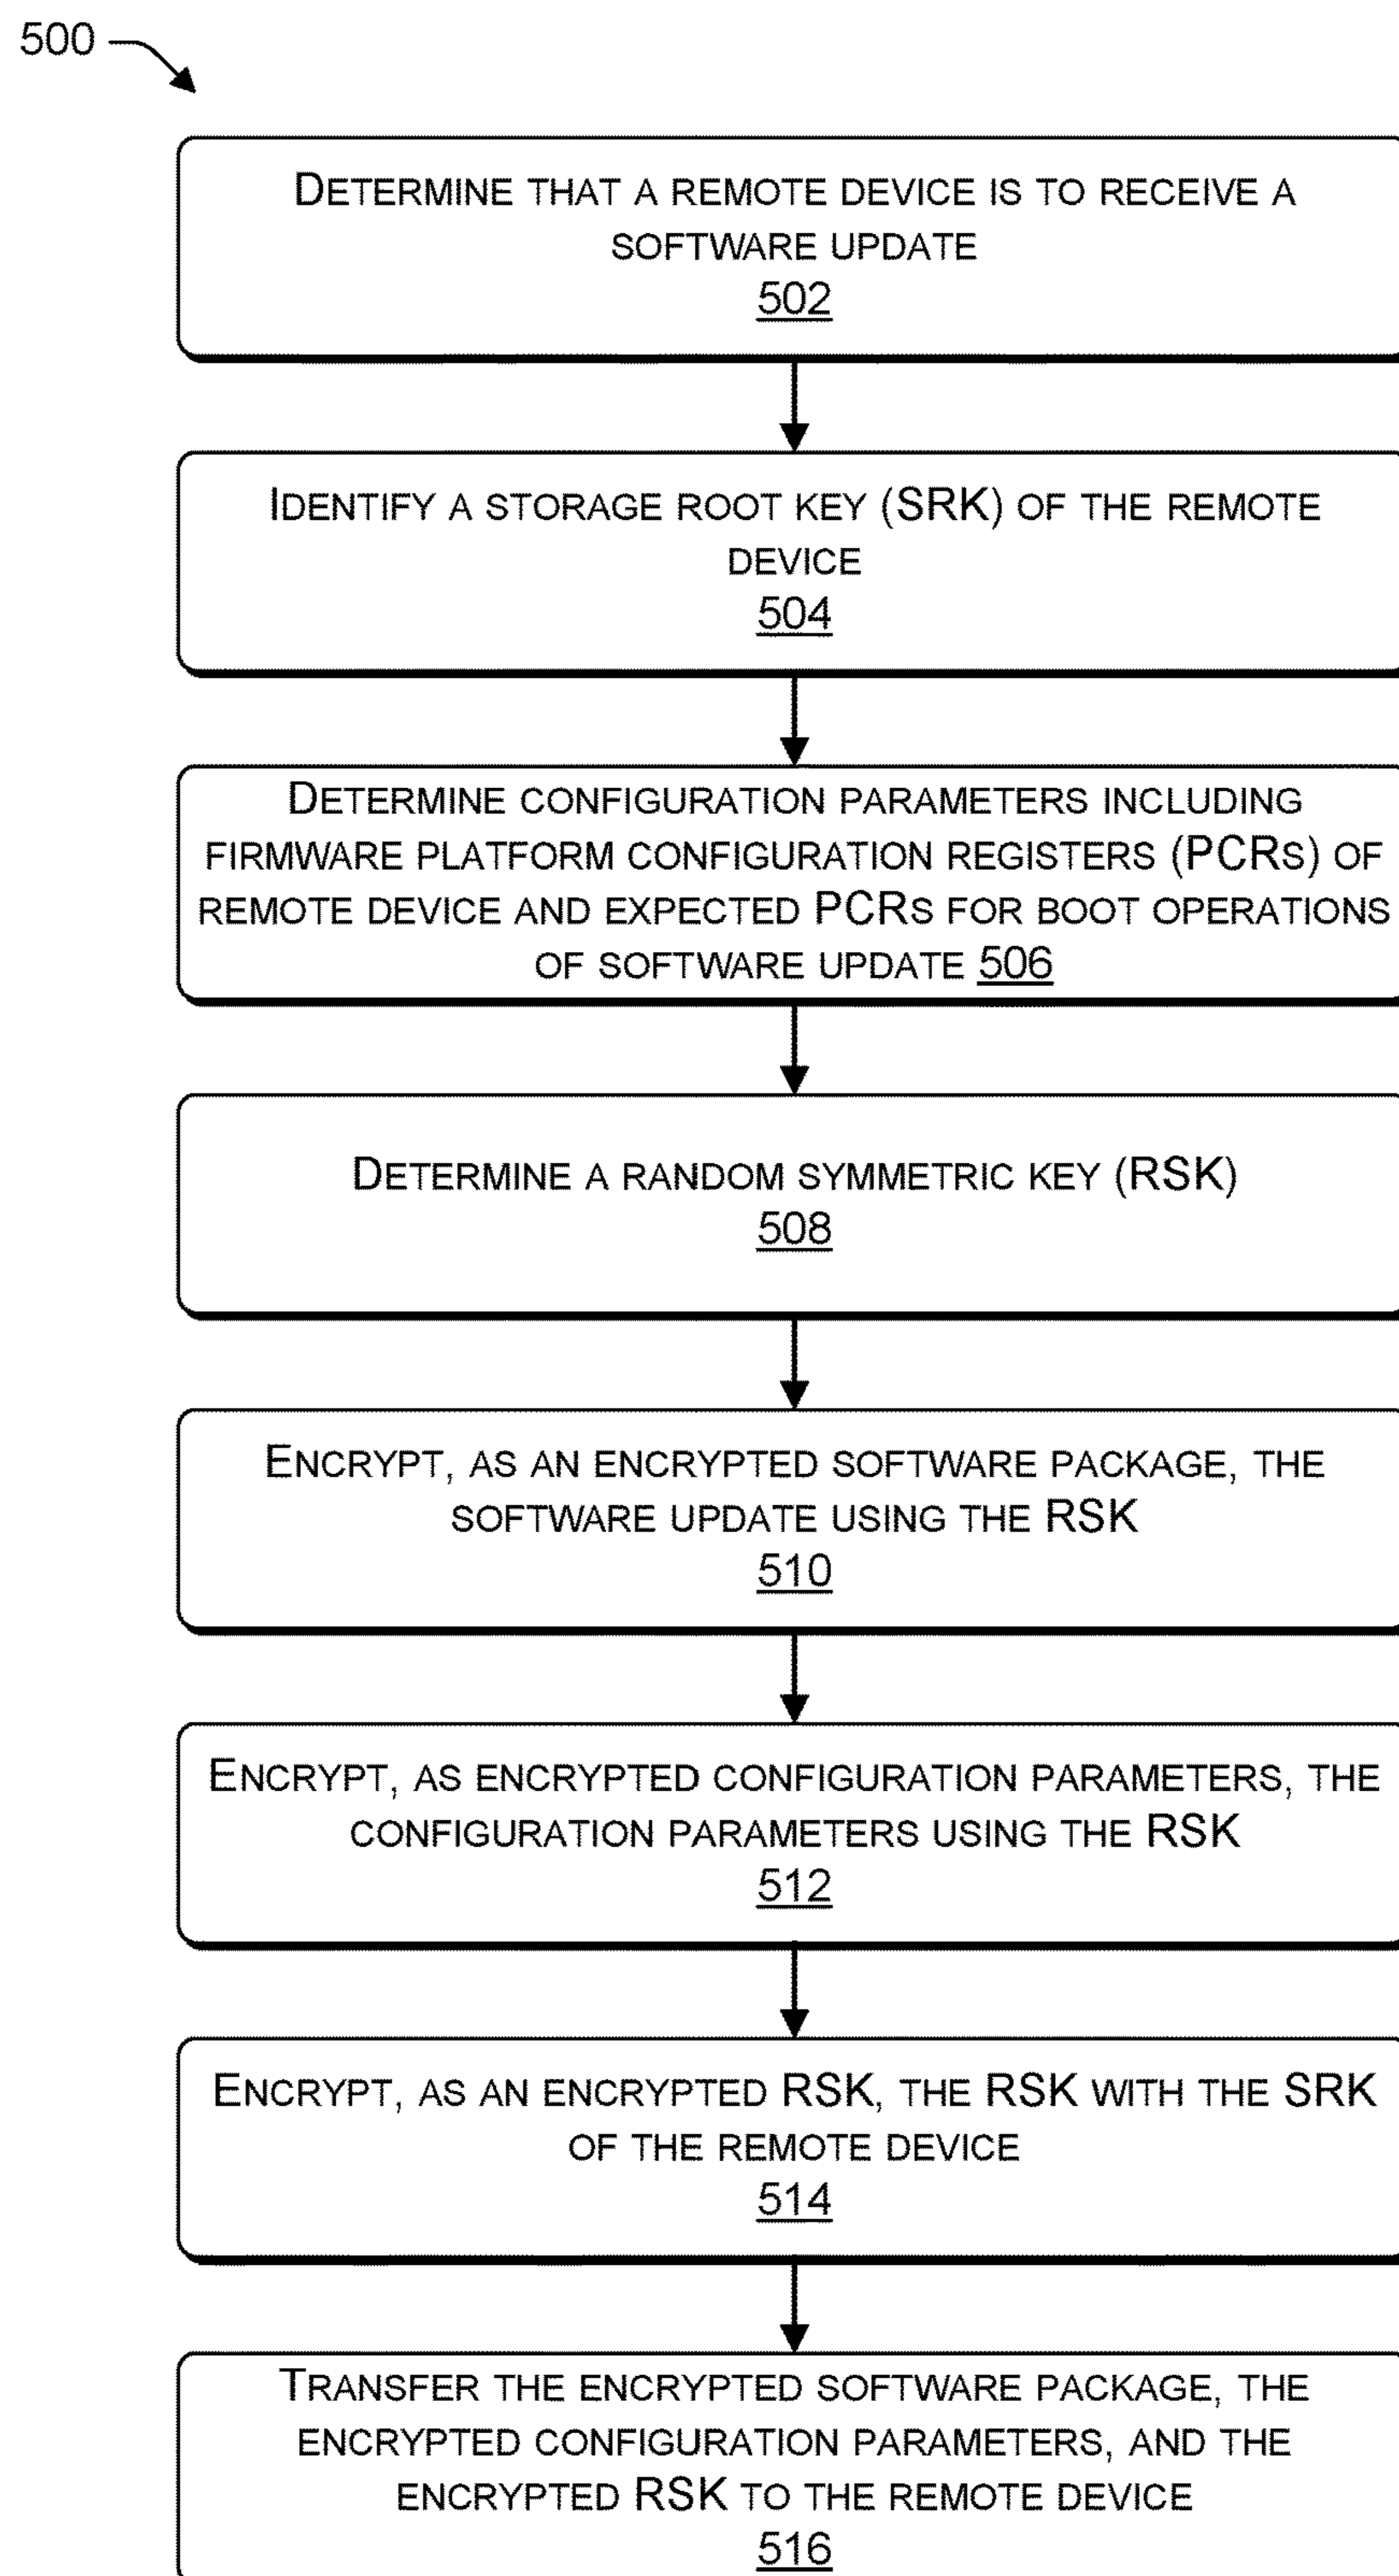 500
DETERMINE THAT A REMOTE DEVICE IS TO RECEIVE A
SOFTWARE UPDATE
502
IDENTIFY A STORAGE ROOT KEY (SRK) OF THE REMOTE
DEVICE
504
DETERMINE CONFIGURATION PARAMETERS INCLUDING
FIRMWARE PLATFORM CONFIGURATION REGISTERS (PCRS) OF
REMOTE DEVICE AND EXPECTED PCRS FOR BOOT OPERATIONS
OF SOFTWARE UPDATE 506
DETERMINE A RANDOM SYMMETRIC KEY (RSK)
508
ENCRYPT, AS AN ENCRYPTED SOFTWARE PACKAGE, THE
SOFTWARE UPDATE USING THE RSK
510
ENCRYPT, AS ENCRYPTED CONFIGURATION PARAMETERS, THE
CONFIGURATION PARAMETERS USING THE RSK
512
ENCRYPT, AS AN ENCRYPTED RSK, THE RSK WITH THE SRK
OF THE REMOTE DEVICE
514
TRANSFER THE ENCRYPTED SOFTWARE PACKAGE, THE
ENCRYPTED CONFIGURATION PARAMETERS, AND THE
ENCRYPTED RSK TO THE REMOTE DEVICE
516